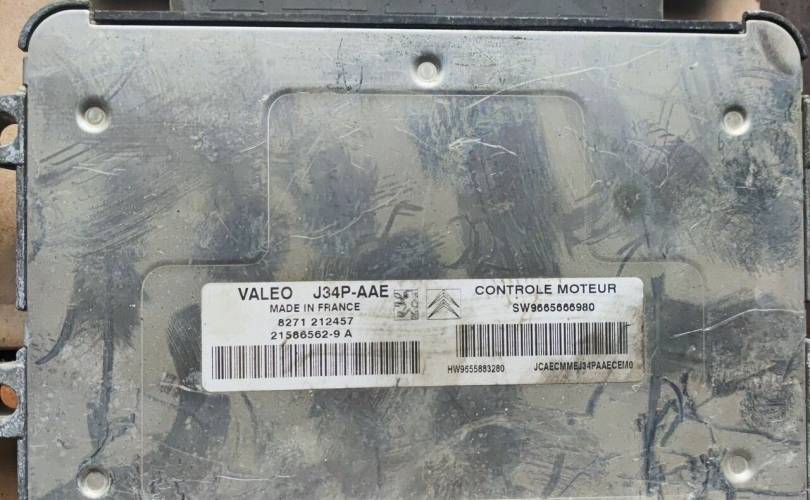 VALEO J34P-AAE
MADE IN FRANCE
8271 212457
21586562-9 A
CONTROLE MOTEUR
SW9665666980
HW9655883280 JCAECMMEJ34PAAECEM0